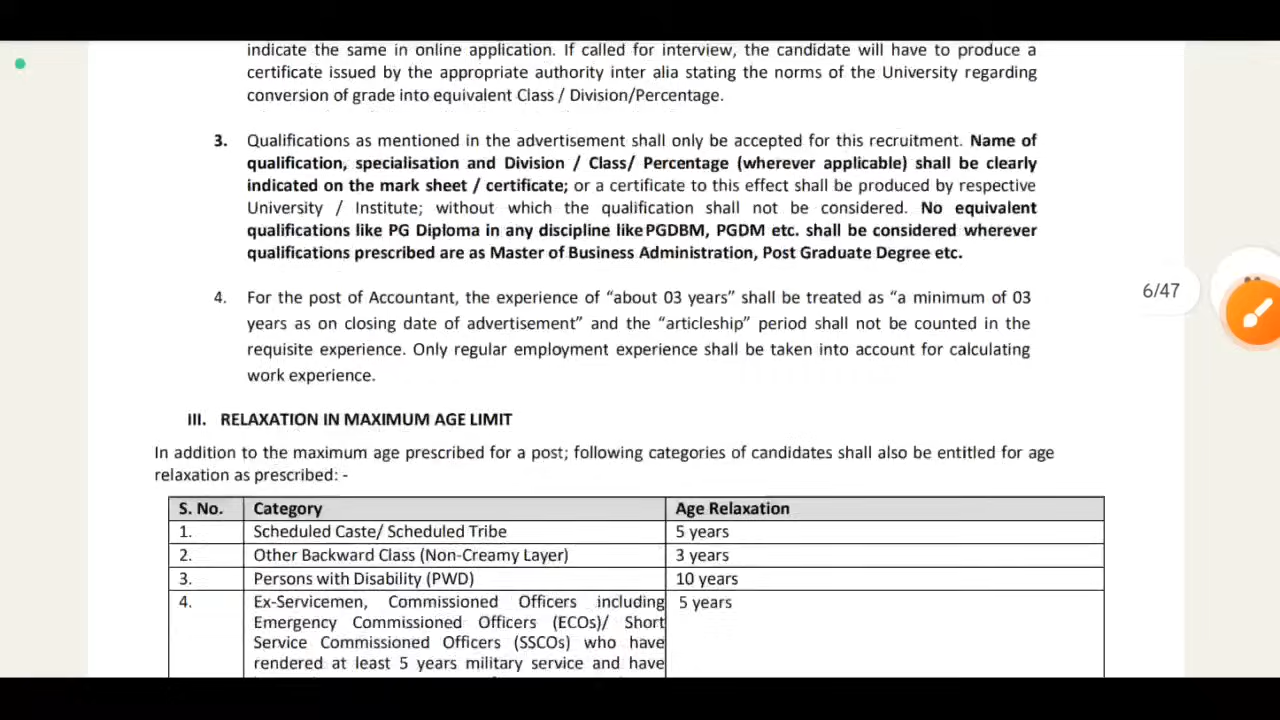 indicate the same in online application. If called for interview, the candidate will have to produce a
certificate issued by the appropriate authority inter alia stating the norms of the University regarding
conversion of grade into equivalent Class / Division/Percentage.
3. Qualifications as mentioned in the advertisement shall only be accepted for this recruitment. Name of
qualification, specialisation and Division / Class/ Percentage (wherever applicable) shall be clearly
indicated on the mark sheet / certificate; or a certificate to this effect shall be produced by respective
University / Institute; without which the qualification shall not be considered. No equivalent
qualifications like PG Diploma in any discipline like PGDBM, PGDM etc. shall be considered wherever
qualifications prescribed are as Master of Business Administration, Post Graduate Degree etc.
6/47
4. For the post of Accountant, the experience of “about 03 years” shall be treated as “a minimum of 03
years as on closing date of advertisement” and the “articleship” period shall not be counted in the
requisite experience. Only regular employment experience shall be taken into account for calculating
work experience.
III. RELAXATION IN MAXIMUM AGE LIMIT
In addition to the maximum age prescribed for a post; following categories of candidates shall also be entitled for age
relaxation as prescribed: -
S. No. Category Age Relaxation
1. Scheduled Caste/ Scheduled Tribe 5 years
2. Other Backward Class (Non-Creamy Layer) 3 years
3. Persons with Disability (PWD) 10 years
4. Ex-Servicemen, Commissioned Officers including 5 years
Emergency Commissioned Officers (ECOs)/ Short
Service Commissioned Officers (SSCOs) who have
rendered at least 5 years military service and have